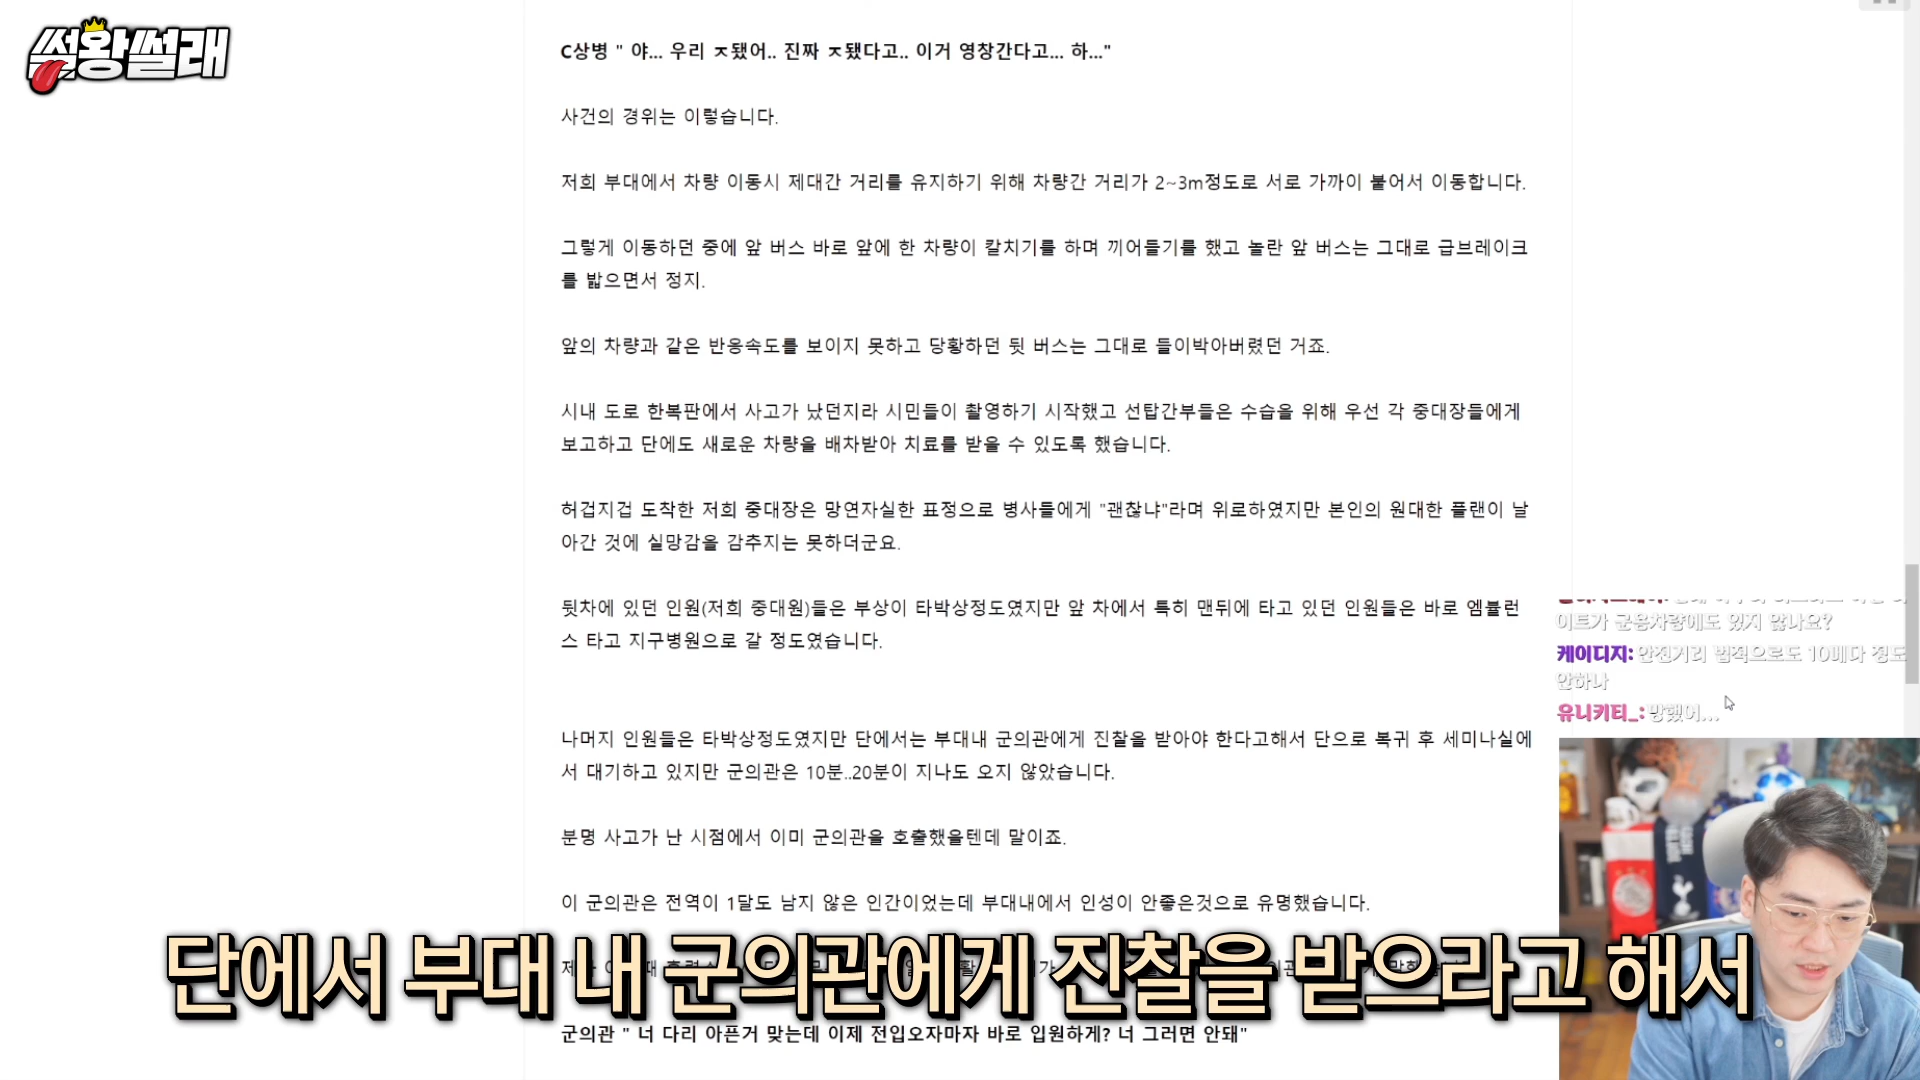 썰왕썰래
C상병 " 야... 우리 ㅈ됐어.. 진짜 ㅈ됐다고.. 이거 영창간다고... 하..."
사건의 경위는 이렇습니다.
저희 부대에서 차량 이동시 제대간 거리를 유지하기 위해 차량간 거리가 2~3m정도로 서로 가까이 붙어서 이동합니다.
그렇게 이동하던 중에 앞 버스 바로 앞에 한 차량이 칼치기를 하며 끼어들기를 했고 놀란 앞 버스는 그대로 급브레이크
를 밟으면서 정지.
앞의 차량과 같은 반응속도를 보이지 못하고 당황하던 뒷 버스는 그대로 들이박아버렸던 거죠.
시내 도로 한복판에서 사고가 났던지라 시민들이 촬영하기 시작했고 선탑간부들은 수습을 위해 우선 각 중대장들에게
보고하고 단에도 새로운 차량을 배차받아 치료를 받을 수 있도록 했습니다.
허겁지겁 도착한 저희 중대장은 망연자실한 표정으로 병사들에게 "괜찮냐"라며 위로하였지만 본인의 원대한 플랜이 날
아간 것에 실망감을 감추지는 못하더군요.
뒷차에 있던 인원(저희 중대원)들은 부상이 타박상정도였지만 앞 차에서 특히 맨뒤에 타고 있던 인원들은 바로 엠뷸런
스 타고 지구병원으로 갈 정도였습니다.
나머지 인원들은 타박상정도였지만 단에서는 부대내 군의관에게 진찰을 받아야 한다고해서 단으로 복귀 후 세미나실에
서 대기하고 있지만 군의관은 10분..20분이 지나도 오지 않았습니다.
분명 사고가 난 시점에서 이미 군의관을 호출했을텐데 말이죠.
이 군의관은 전역이 1달도 남지 않은 인간이었는데 부대내에서 인성이 안좋은것으로 유명했습니다.
단에서 부대 내 군의관에게 진찰을 받으라고 해서
군의관 " 너 다리 아픈거 맞는데 이제 전입오자마자 바로 입원하게? 너 그러면 안돼"
이트가 군용차량에도 있지 않나요?
케이디지: 안전거리 법적으로도 10메다 정도
안하나
유니키티_: 망했어...